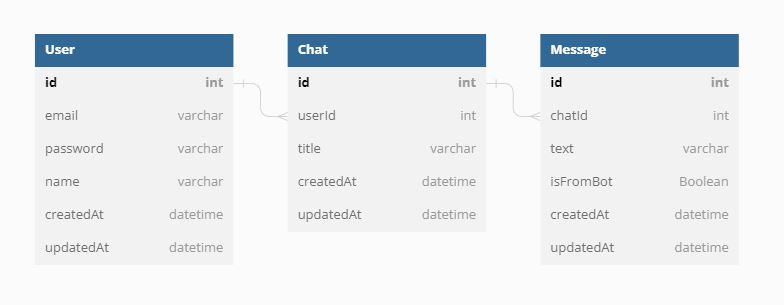 User
id int
email varchar
password varchar
name varchar
createdAt datetime
updatedAt datetime
Chat
id int
userId int
title varchar
createdAt datetime
updatedAt datetime
Message
id int
chatId int
text varchar
isFromBot Boolean
createdAt datetime
updatedAt datetime